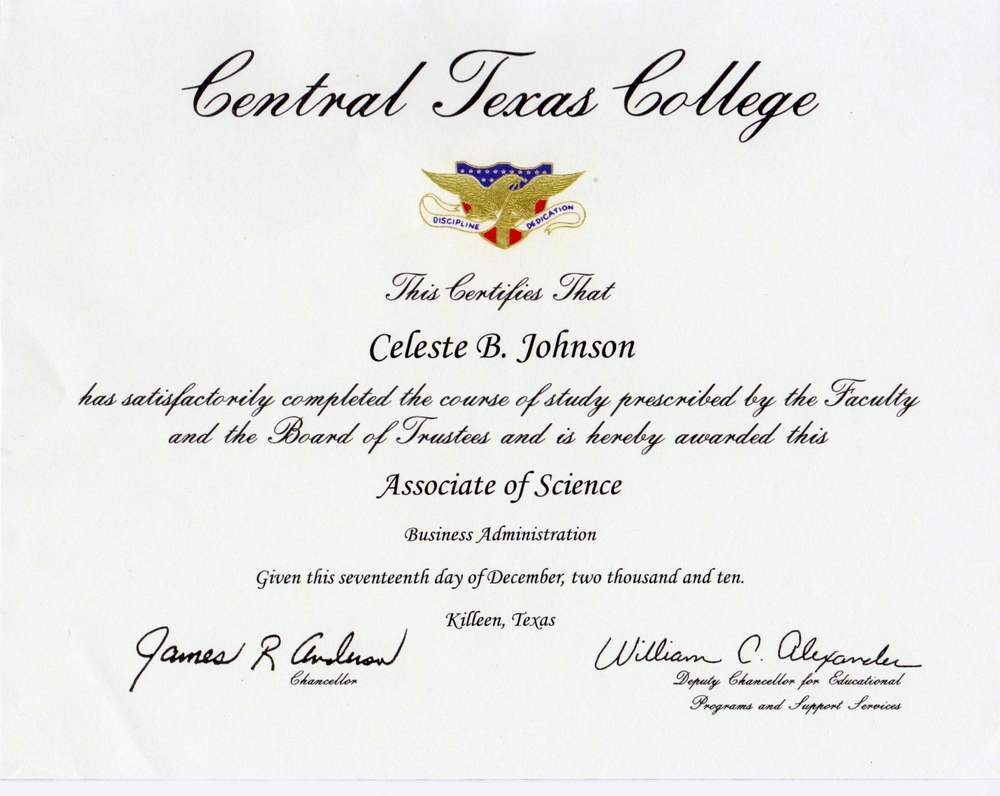 Central Texas College
DISCIPLINE DEDICATION
This Certifies That
Celeste B. Johnson
has satisfactorily completed the course of study prescribed by the Faculty
and the Board of Trustees and is hereby awarded this
Associate of Science
Business Administration
Given this seventeenth day of December, two thousand and ten.
Killeen, Texas
James R Anderson
Chancellor
William C. Alexander
Deputy Chancellor for Educational
Programs and Support Services